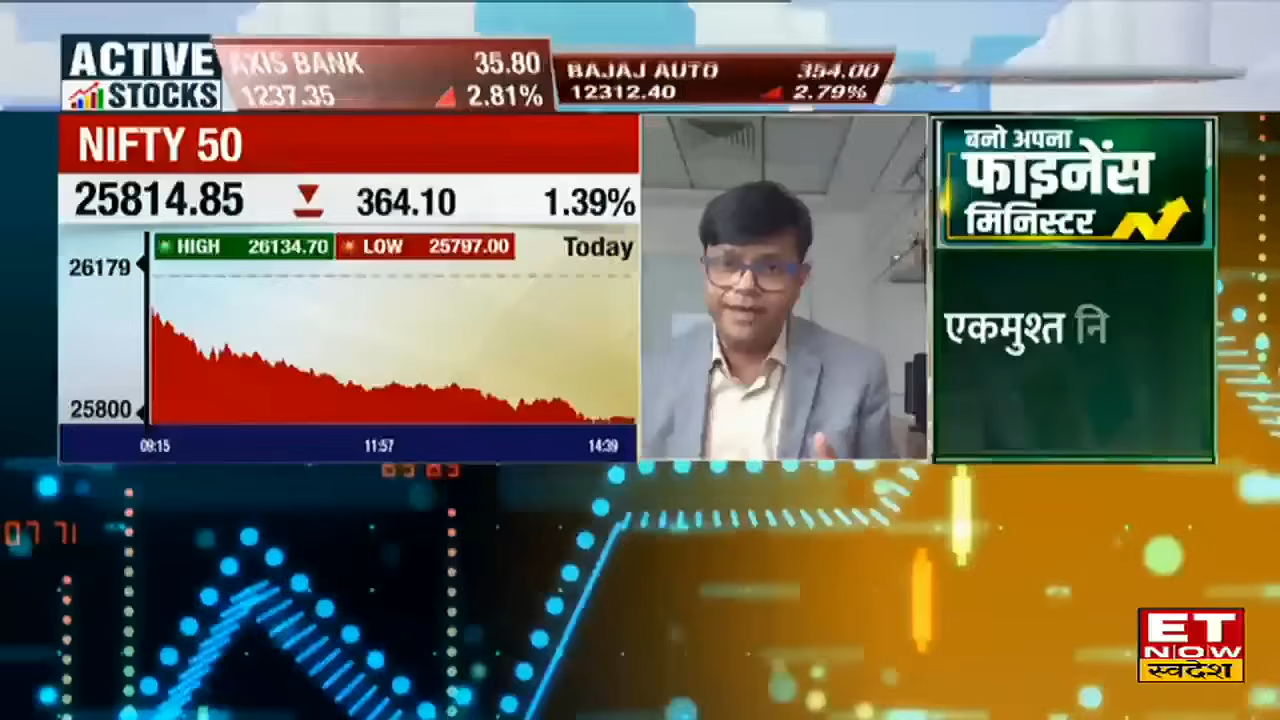 ACTIVE
STOCKS
AXIS BANK 35.80
1237.35 2.81%
BAJAJ AUTO 354.00
12312.40 2.79%
NIFTY 50
25814.85 364.10 1.39%
HIGH 26134.70 LOW 25797.00 Today
26179
25800
09:15 11:57 14:39
बनो अपना
फाइनेंस
मिनिस्टर
एकमुश्त नि
07 71
ET
NOW
स्वदेश